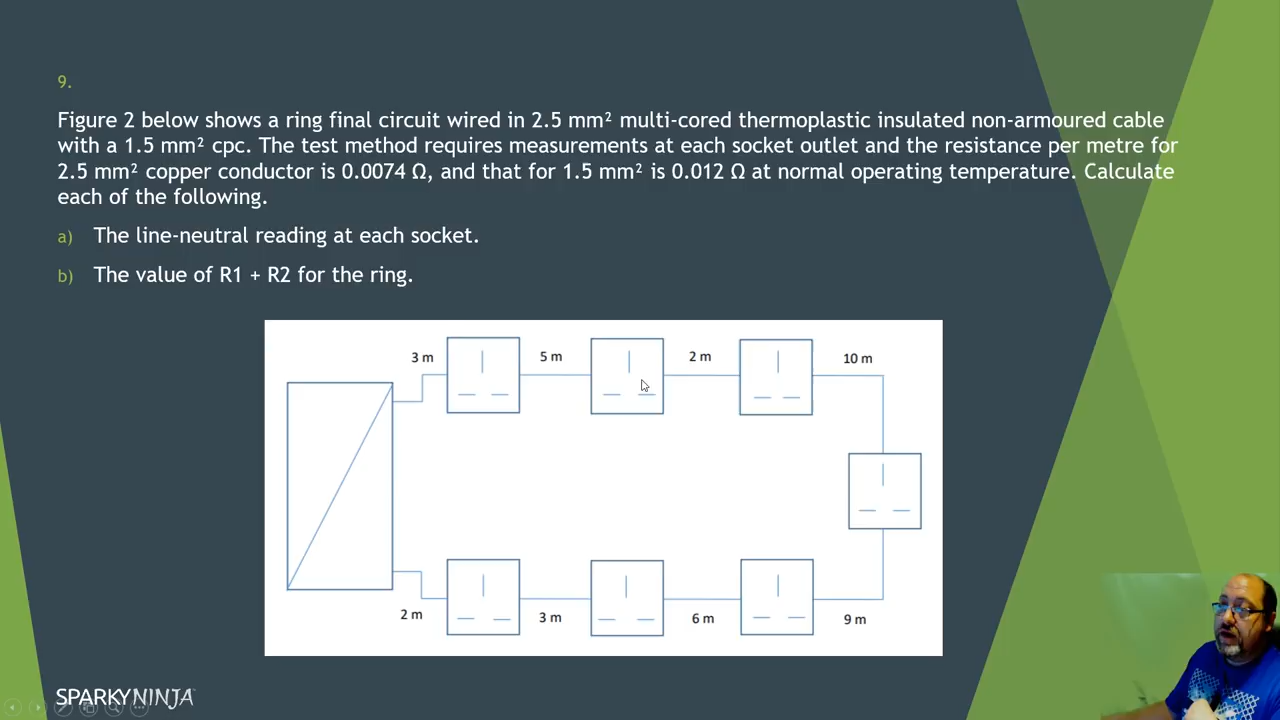 9.
Figure 2 below shows a ring final circuit wired in 2.5 mm² multi-cored thermoplastic insulated non-armoured cable
with a 1.5 mm² cpc. The test method requires measurements at each socket outlet and the resistance per metre for
2.5 mm² copper conductor is 0.0074 Ω, and that for 1.5 mm² is 0.012 Ω at normal operating temperature. Calculate
each of the following.
a) The line-neutral reading at each socket.
b) The value of R1 + R2 for the ring.
3 m 5 m 2 m 10 m
2 m 3 m 6 m 9 m
SPARKYNINJA